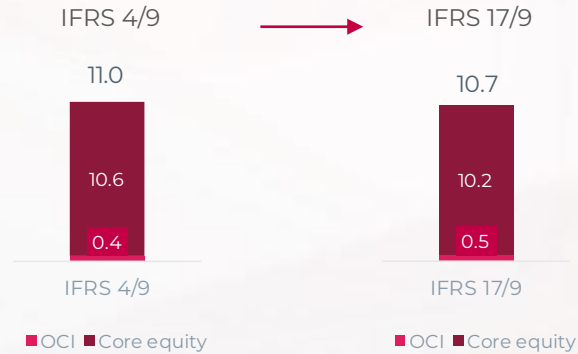 IFRS 4/9
IFRS 17/9
11.0
10.7
10.6
10.2
0.4
0.5
IFRS 4/9
IFRS 17/9
OCI Core equity
OCI Core equity